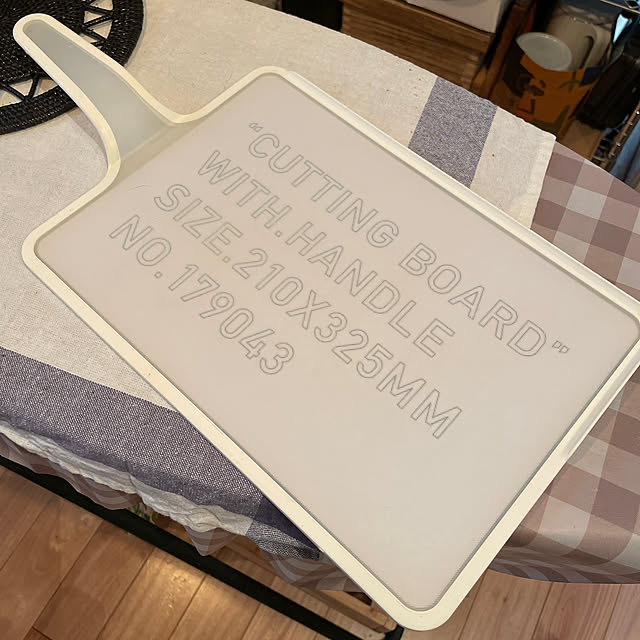 “CUTTING BOARD”
WITH.HANDLE
SIZE.210X325MM
NO.179043